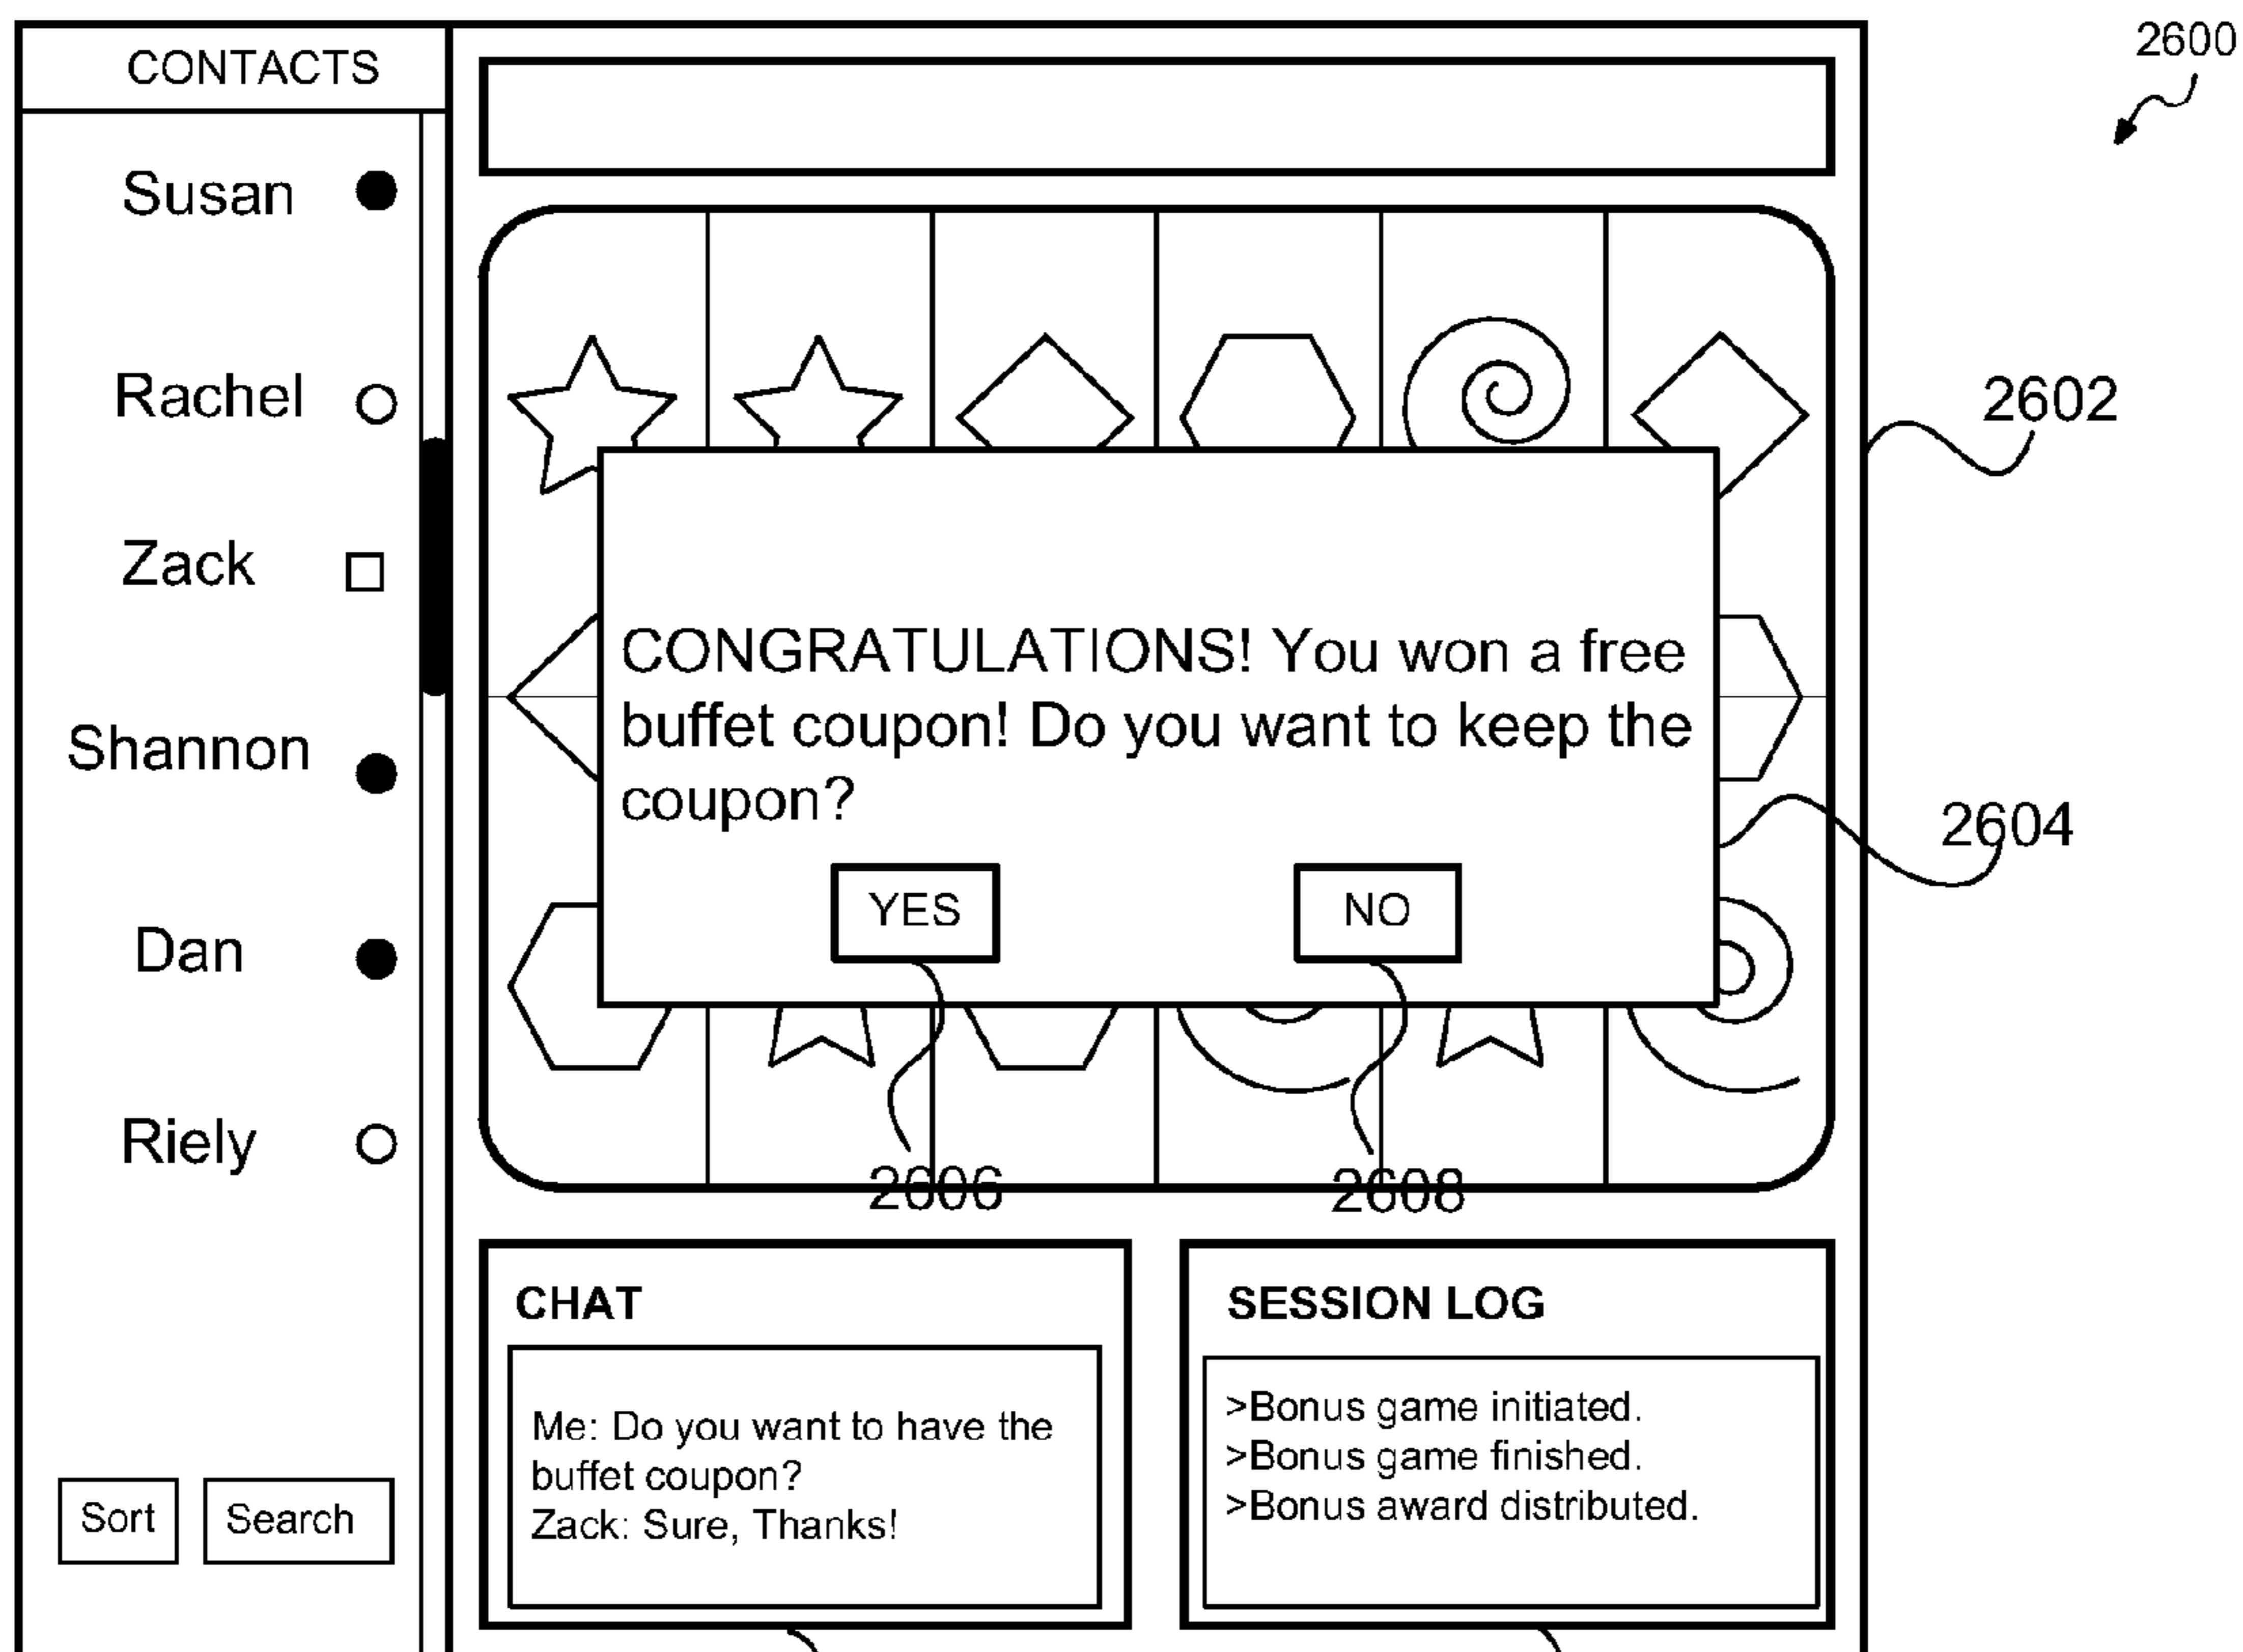 CONTACTS
Susan
Rachel
Zack
Shannon
Dan
Riely
Sort
Search
2600
2602
CONGRATULATIONS! You won a free
buffet coupon! Do you want to keep the
coupon?
YES
NO
2604
2606
2608
CHAT
Me: Do you want to have the
buffet coupon?
Zack: Sure, Thanks!
SESSION LOG
>Bonus game initiated.
>Bonus game finished.
>Bonus award distributed.